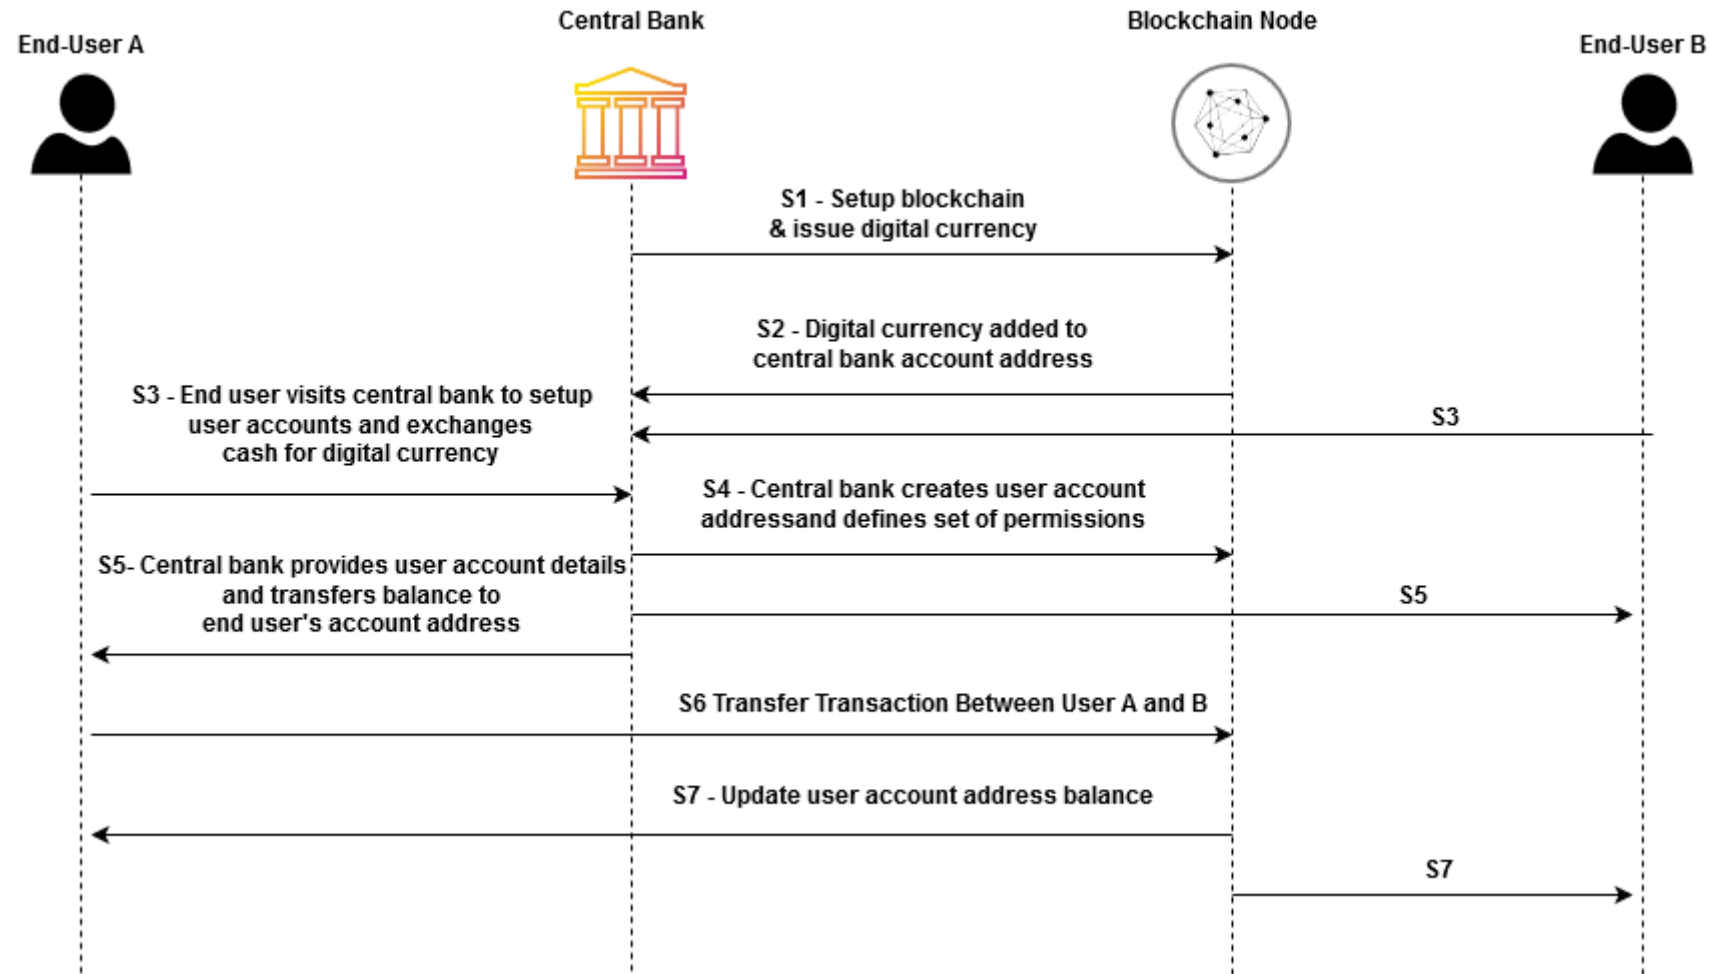 End-User A
Central Bank
Blockchain Node
End-User B
S1 - Setup blockchain
& issue digital currency
S2 - Digital currency added to
central bank account address
S3 - End user visits central bank to setup
user accounts and exchanges
cash for digital currency
S3
S4 - Central bank creates user account
addressand defines set of permissions
S5- Central bank provides user account details
and transfers balance to
end user's account address
S5
S6 Transfer Transaction Between User A and B
S7 - Update user account address balance
S7